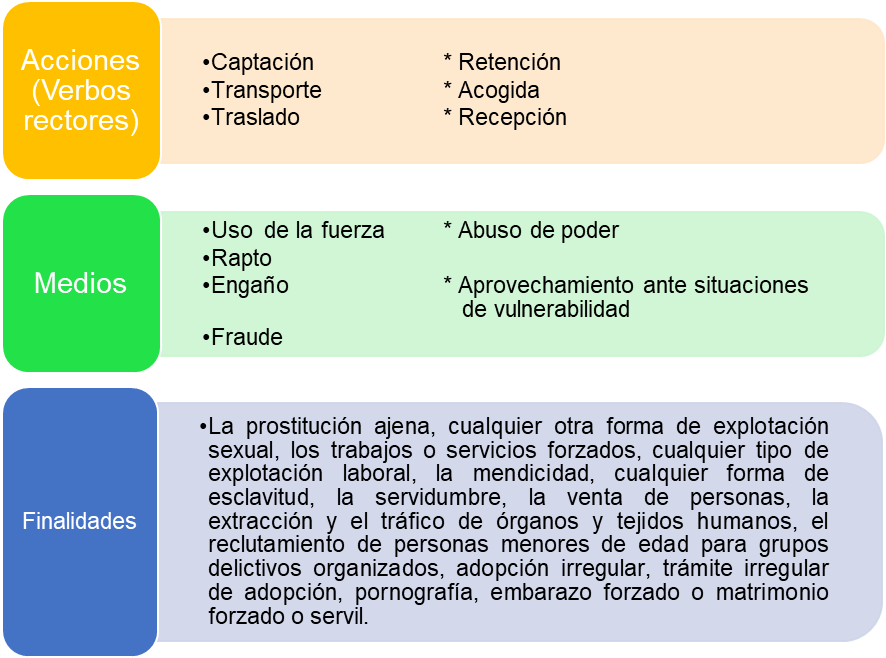 Acciones
(Verbos
rectores)
•Captación * Retención
•Transporte * Acogida
•Traslado * Recepción
Medios
•Uso de la fuerza * Abuso de poder
•Rapto
•Engaño * Aprovechamiento ante situaciones
de vulnerabilidad
•Fraude
Finalidades
•La prostitución ajena, cualquier otra forma de explotación
sexual, los trabajos o servicios forzados, cualquier tipo de
explotación laboral, la mendicidad, cualquier forma de
esclavitud, la servidumbre, la venta de personas, la
extracción y el tráfico de órganos y tejidos humanos, el
reclutamiento de personas menores de edad para grupos
delictivos organizados, adopción irregular, trámite irregular
de adopción, pornografía, embarazo forzado o matrimonio
forzado o servil.